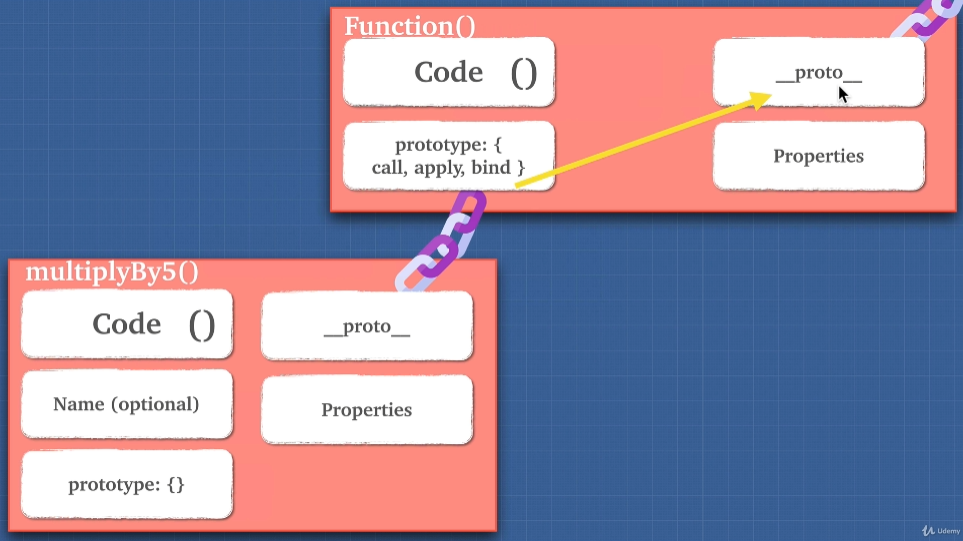 Function()
Code ()
__proto__
prototype: {
call, apply, bind }
Properties
multiplyBy5()
Code ()
__proto__
Name (optional)
Properties
prototype: {}
Udemy